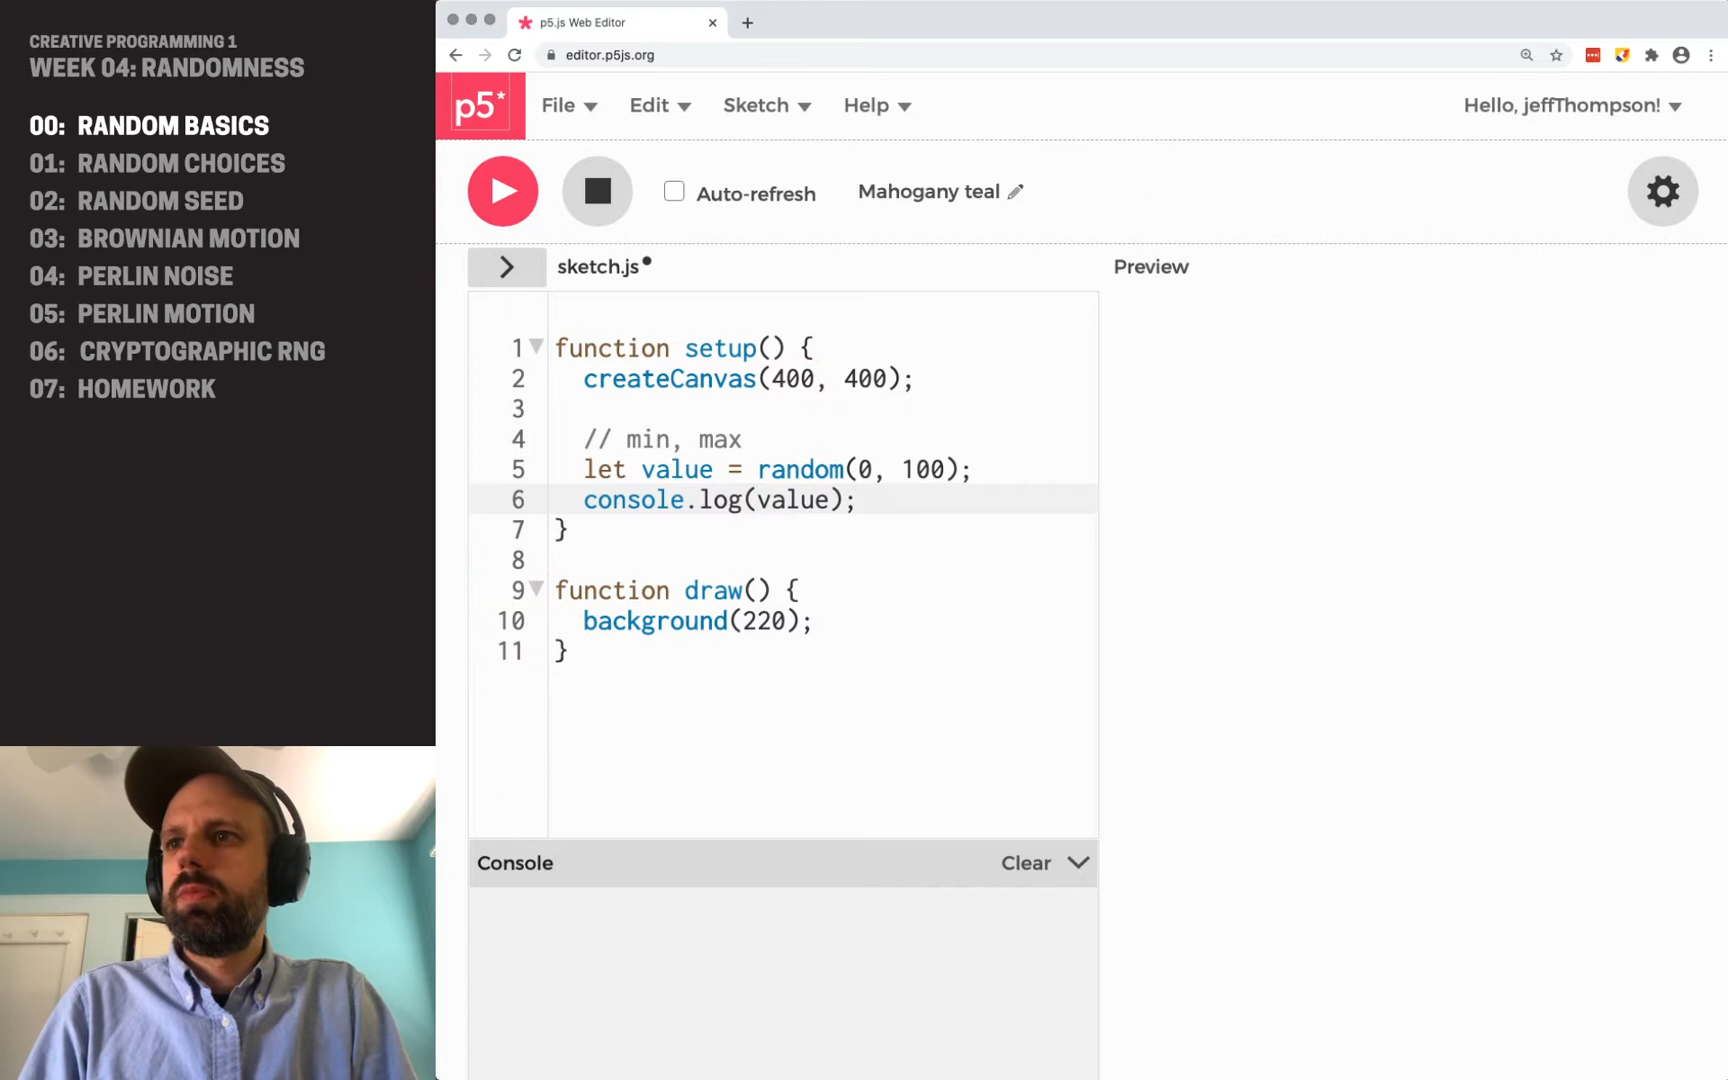 CREATIVE PROGRAMMING 1
WEEK 04: RANDOMNESS
00: RANDOM BASICS
01: RANDOM CHOICES
02: RANDOM SEED
03: BROWNIAN MOTION
04: PERLIN NOISE
05: PERLIN MOTION
06: CRYPTOGRAPHIC RNG
07: HOMEWORK
p5.js Web Editor
editor.p5js.org
p5* File Edit Sketch Help Hello, jeffThompson!
Auto-refresh Mahogany teal
sketch.js
Preview
1 function setup() {
2 createCanvas(400, 400);
3
4 // min, max
5 let value = random(0, 100);
6 console.log(value);
7 }
8
9 function draw() {
10 background(220);
11 }
Console Clear